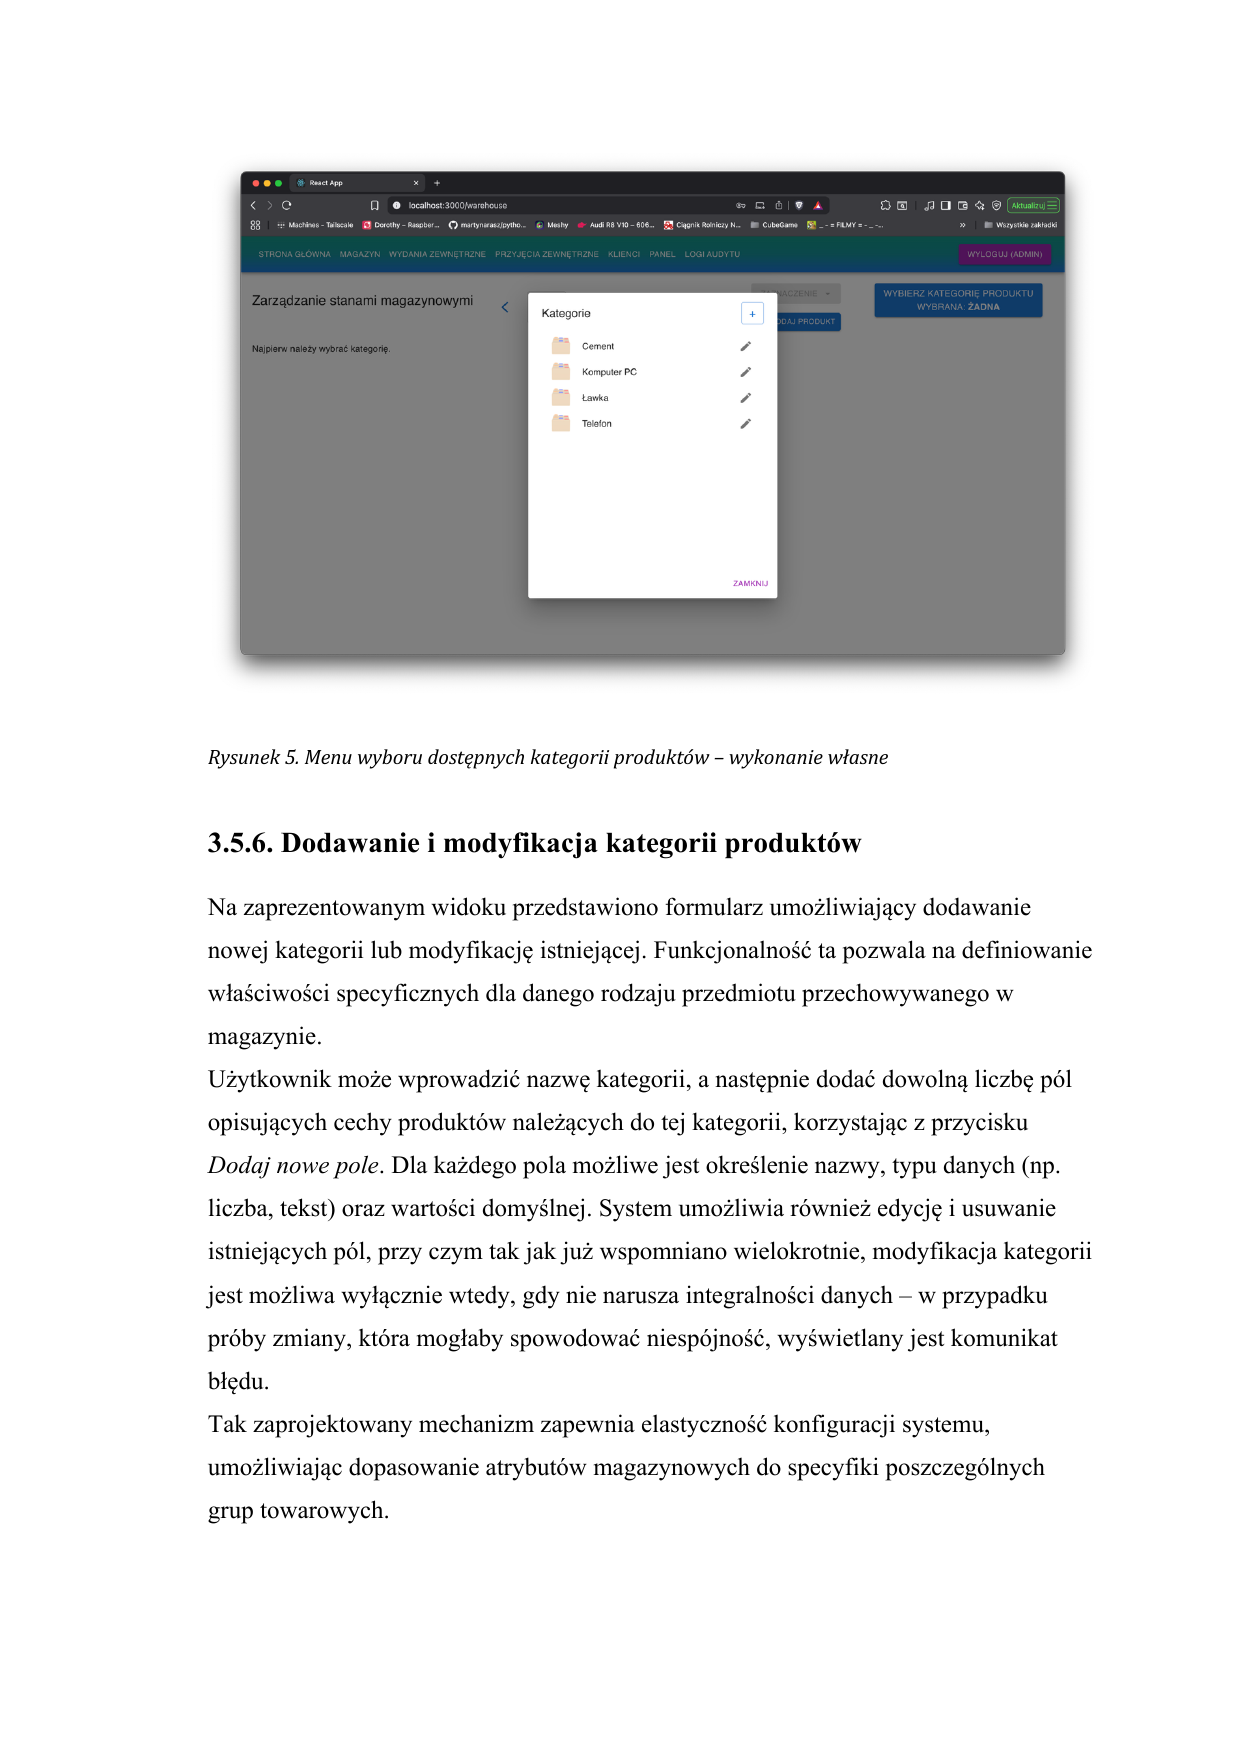 React App
localhost:3000/warehouse
Aktualizuj
Machines – Tailscale Dorothy – Raspber... martynarasz/pytho... Meshy Audi R8 V10 – 606... Ciągnik Rolniczy N... CubeGame _ - = FILMY = - _ -... » Wszystkie zakładki
STRONA GŁÓWNA MAGAZYN WYDANIA ZEWNĘTRZNE PRZYJĘCIA ZEWNĘTRZNE KLIENCI PANEL LOGI AUDYTU WYLOGUJ (ADMIN)
Zarządzanie stanami magazynowymi
WYBIERZ KATEGORIĘ PRODUKTU
WYBRANA: ŻADNA
PRODUKT
Najpierw należy wybrać kategorię.
Kategorie
+
Cement
Komputer PC
Ławka
Telefon
ZAMKNIJ
Rysunek 5. Menu wyboru dostępnych kategorii produktów – wykonanie własne
3.5.6. Dodawanie i modyfikacja kategorii produktów
Na zaprezentowanym widoku przedstawiono formularz umożliwiający dodawanie
nowej kategorii lub modyfikację istniejącej. Funkcjonalność ta pozwala na definiowanie
właściwości specyficznych dla danego rodzaju przedmiotu przechowywanego w
magazynie.
Użytkownik może wprowadzić nazwę kategorii, a następnie dodać dowolną liczbę pól
opisujących cechy produktów należących do tej kategorii, korzystając z przycisku
Dodaj nowe pole. Dla każdego pola możliwe jest określenie nazwy, typu danych (np.
liczba, tekst) oraz wartości domyślnej. System umożliwia również edycję i usuwanie
istniejących pól, przy czym tak jak już wspomniano wielokrotnie, modyfikacja kategorii
jest możliwa wyłącznie wtedy, gdy nie narusza integralności danych – w przypadku
próby zmiany, która mogłaby spowodować niespójność, wyświetlany jest komunikat
błędu.
Tak zaprojektowany mechanizm zapewnia elastyczność konfiguracji systemu,
umożliwiając dopasowanie atrybutów magazynowych do specyfiki poszczególnych
grup towarowych.